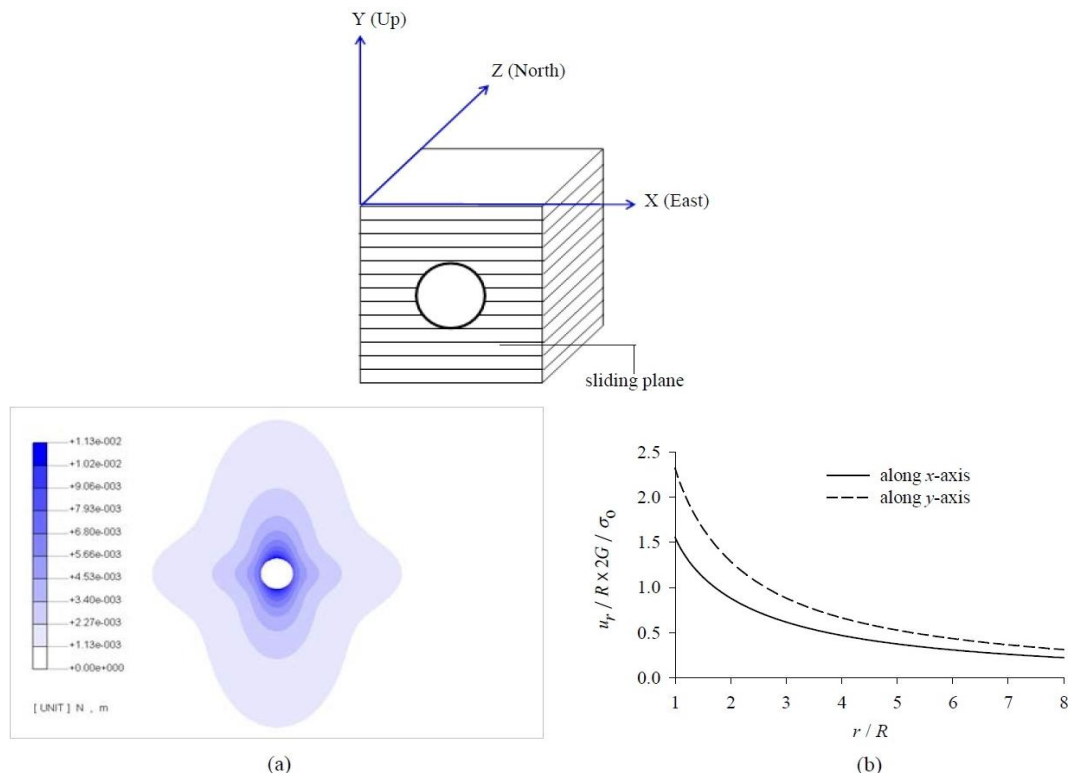 Y (Up)
Z (North)
X (East)
sliding plane
+1.13e-002
+1.02e-002
+9.06e-003
+7.93e-003
+6.80e-003
+5.66e-003
+4.53e-003
+3.40e-003
+2.27e-003
+1.13e-003
+0.00e+000
[ UNIT ] N , m
(a)
u_r / R × 2G / σ_o
2.5
2.0
1.5
1.0
0.5
0.0
along x-axis
along y-axis
1 2 3 4 5 6 7 8
r / R
(b)